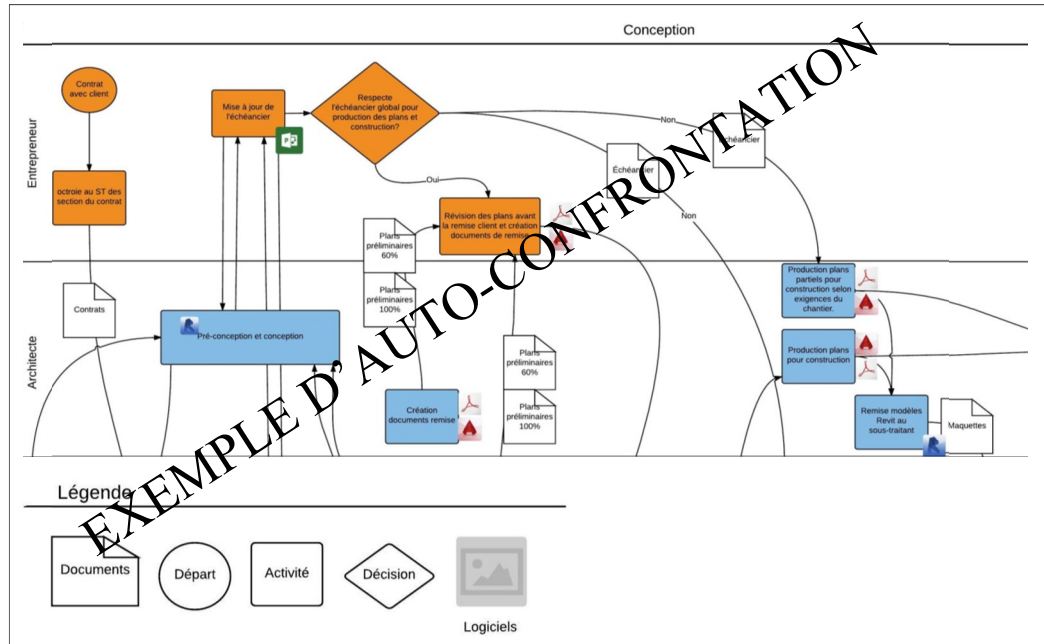 Conception
Entrepreneur
Contrat
avec client
Mise à jour de
l'échéancier
Respecte
l'échéancier global pour
production des plans et
construction?
Non
Échéancier
Échéancier
Oui
Non
octroie au ST des
section du contrat
Révision des plans avant
la remise client et création
documents de remise
Plans
préliminaires
60%
Plans
préliminaires
100%
Architecte
Contrats
Pré-conception et conception
Production plans
partiels pour
construction selon
exigences du
chantier.
Production plans
pour construction
Plans
préliminaires
60%
Plans
préliminaires
100%
Création
documents remise
Remise modèles
Revit au
sous-traitant
Maquettes
EXEMPLE D'AUTO-CONFRONTATION
Légende
Documents
Départ
Activité
Décision
Logiciels